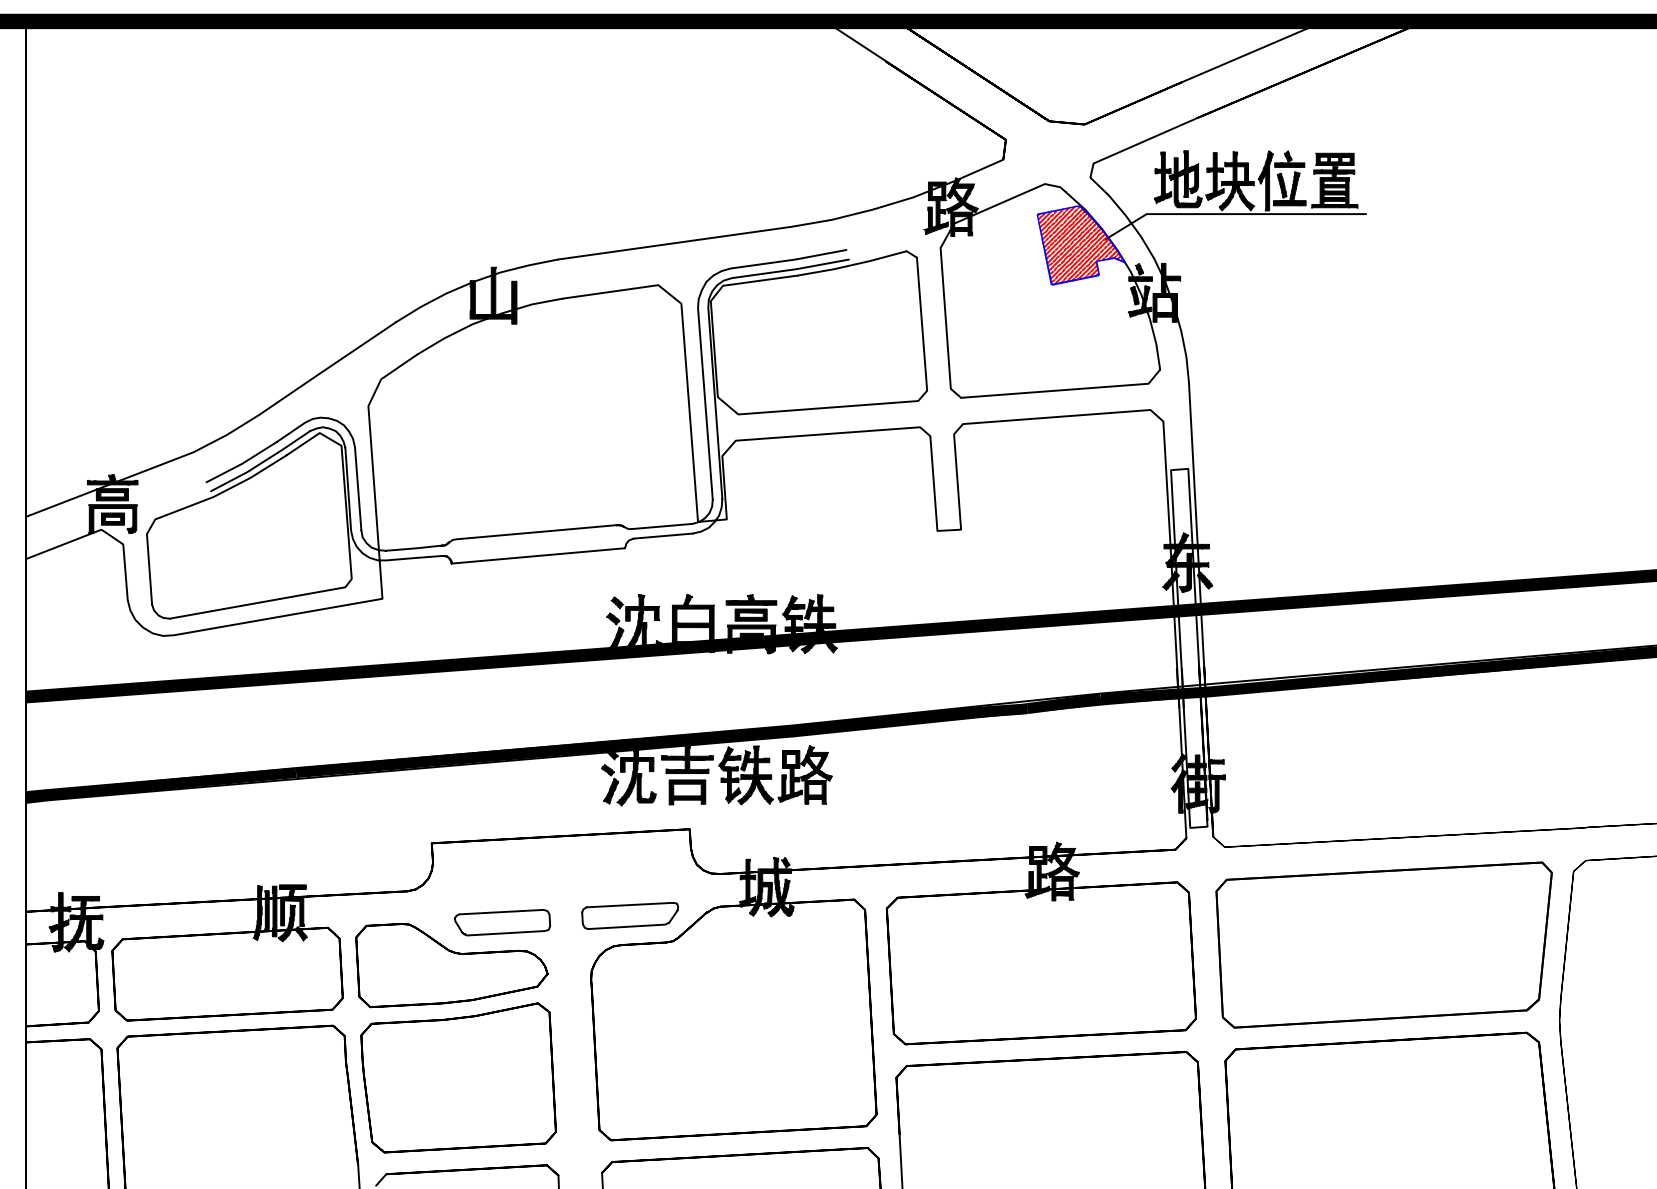 地块位置
高山路
站东街
沈白高铁
沈吉铁路
抚顺城路